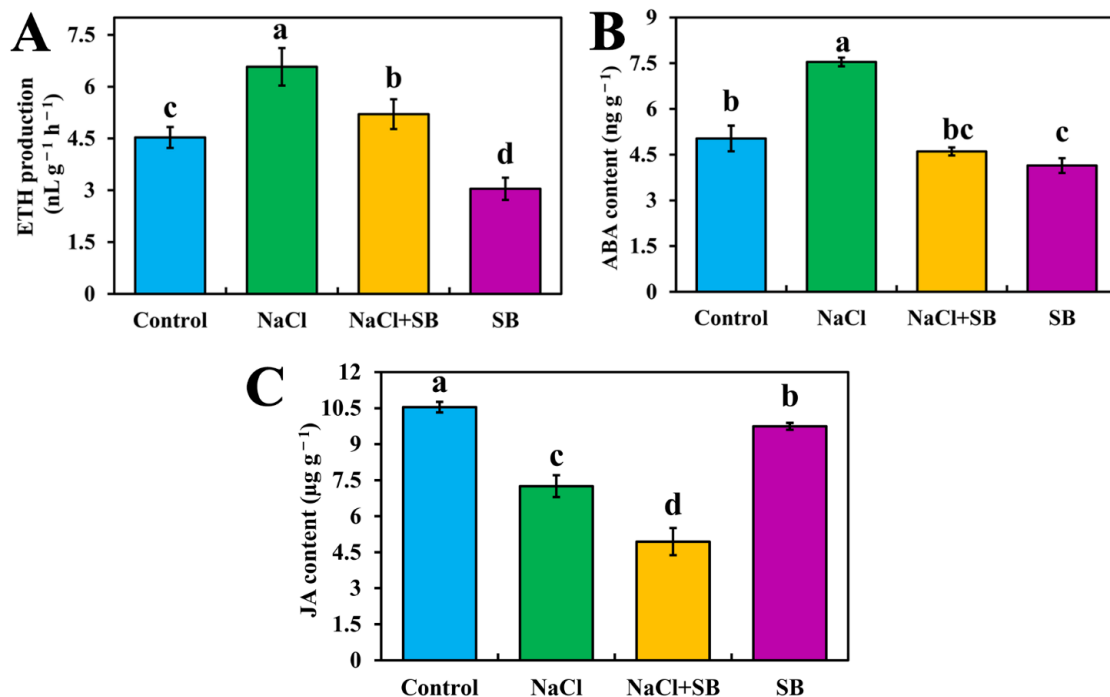 A
ETH production
(nL g⁻¹ h⁻¹)
7.5
6
4.5
3
1.5
0
c
a
b
d
Control NaCl NaCl+SB SB
B
ABA content (ng g⁻¹)
9
7.5
6
4.5
3
1.5
0
b
a
bc
c
Control NaCl NaCl+SB SB
C
JA content (µg g⁻¹)
12
10.5
9
7.5
6
4.5
3
1.5
0
a
c
d
b
Control NaCl NaCl+SB SB